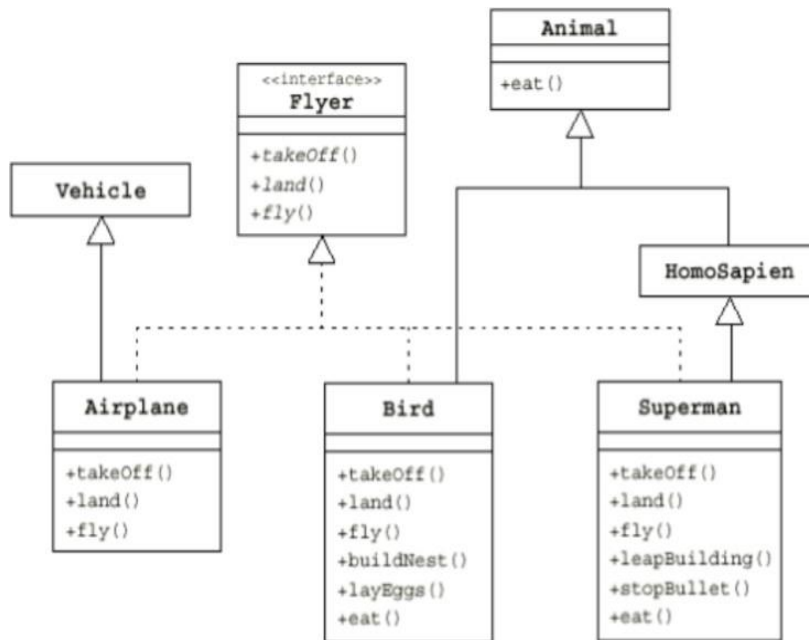 Animal
+eat()
<<interface>>
Flyer
+takeOff()
+land()
+fly()
Vehicle
HomoSapien
Airplane
+takeOff()
+land()
+fly()
Bird
+takeOff()
+land()
+fly()
+buildNest()
+layEggs()
+eat()
Superman
+takeOff()
+land()
+fly()
+leapBuilding()
+stopBullet()
+eat()